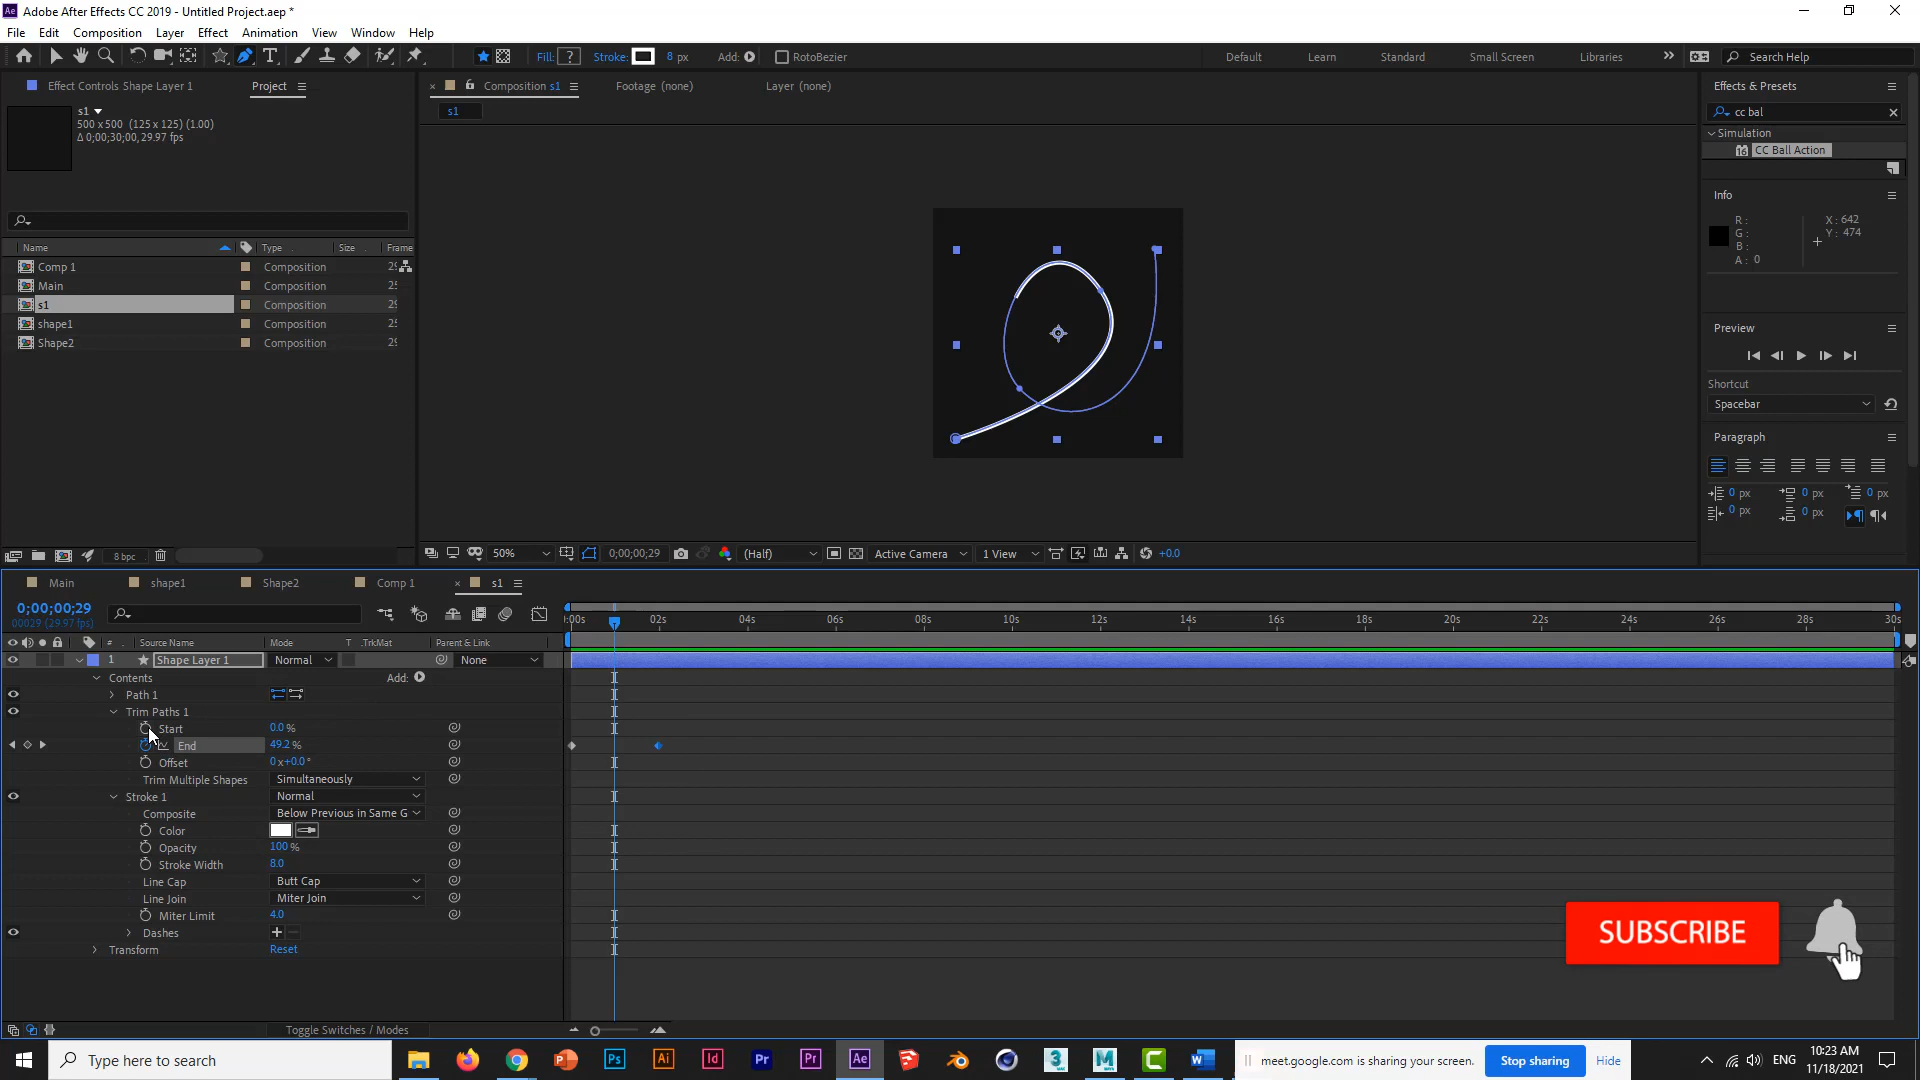 Adobe After Effects CC 2019 - Untitled Project.aep *
File Edit Composition Layer Effect Animation View Window Help
Fill: ? Stroke: 8 px Add: RotoBezier Default Learn Standard Small Screen Libraries Search Help
Effect Controls Shape Layer 1 Project
Composition s1 Footage (none) Layer (none)
Effects & Presets
s1
500 x 500 (125 x 125) (1.00)
Δ 0;00;30;00, 29.97 fps
s1
cc bal
Simulation
CC Ball Action
Info
R: X: 642
G: Y: 474
B:
A: 0
Name Type Size Frame
Comp 1 Composition
Main Composition
s1 Composition
shape1 Composition
Shape2 Composition
Preview
Shortcut
Spacebar
Paragraph
0 px 0 px 0 px
0 px 0 px
8 bpc
50% 0;00;00;29 (Half) Active Camera 1 View +0.0
Main shape1 Shape2 Comp 1 s1
0;00;00;29
00029 (29.97 fps)
:00s 02s 04s 06s 08s 10s 12s 14s 16s 18s 20s 22s 24s 26s 28s 30s
# Source Name Mode T .TrkMat Parent & Link
1 Shape Layer 1 Normal None
Contents Add:
Path 1
Trim Paths 1
Start 0.0 %
End 49.2 %
Offset 0 x+0.0 °
Trim Multiple Shapes Simultaneously
Stroke 1 Normal
Composite Below Previous in Same G
Color
Opacity 100 %
Stroke Width 8.0
Line Cap Butt Cap
Line Join Miter Join
Miter Limit 4.0
Dashes + −
Transform Reset
SUBSCRIBE
Toggle Switches / Modes
Type here to search
Ps Ai Id Pr Pr Ae
meet.google.com is sharing your screen. Stop sharing Hide
ENG 10:23 AM
11/18/2021